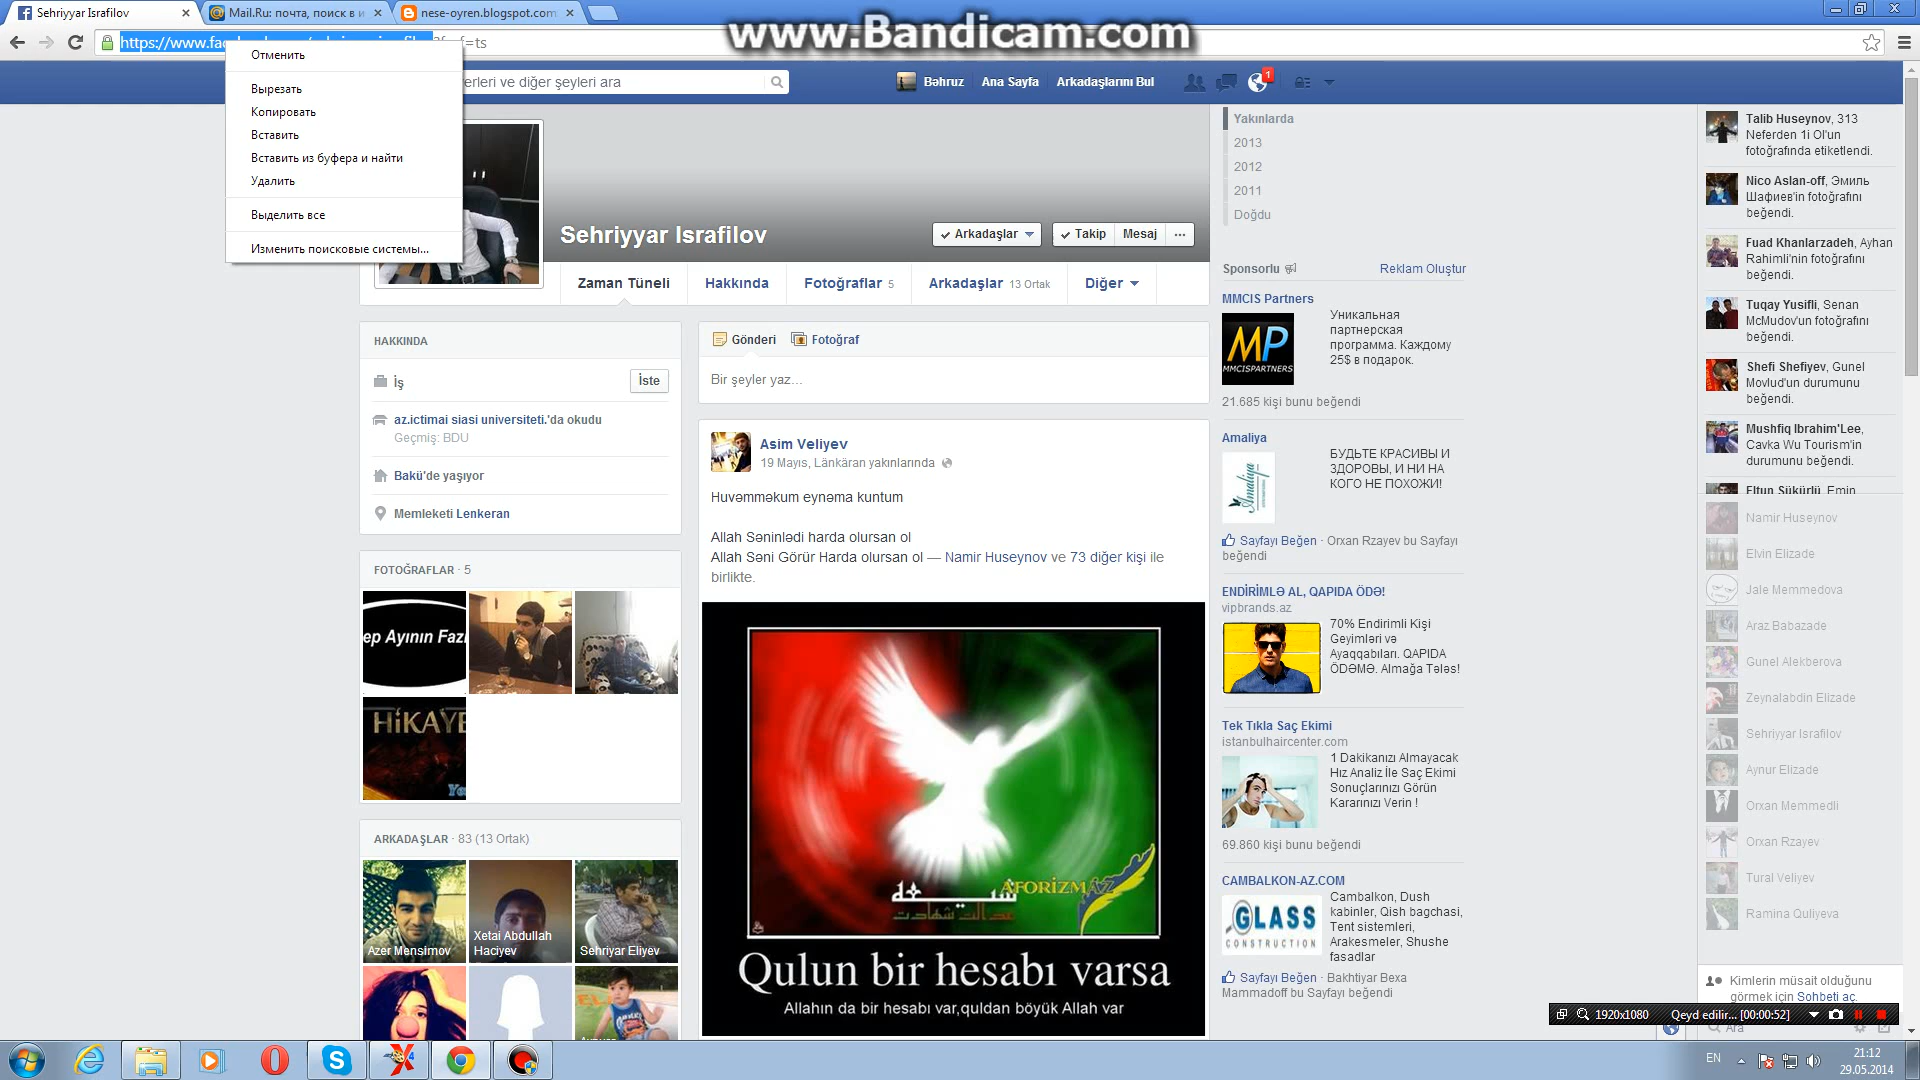 Sehriyyar Israfilov
Mail.Ru: почта, поиск в и
nese-oyren.blogspot.com
www.Bandicam.com
https://www.fac
f=ts
Отменить
Вырезать
Копировать
Вставить
Вставить из буфера и найти
Удалить
Выделить все
Изменить поисковые системы...
erleri ve diğer şeyleri ara
Bəhruz
Ana Sayfa
Arkadaşlarını Bul
1
Sehriyyar Israfilov
Arkadaşlar
Takip
Mesaj
...
Zaman Tüneli
Hakkında
Fotoğraflar 5
Arkadaşlar 13 Ortak
Diğer
HAKKINDA
İş
İste
az.ictimai siasi universiteti.'da okudu
Geçmiş: BDU
Bakü'de yaşıyor
Memleketi Lenkeran
FOTOĞRAFLAR · 5
ep Ayının Fazi
HİKAYE
Yo
ARKADAŞLAR · 83 (13 Ortak)
Azer Mensimov
Xetai Abdullah
Haciyev
Sehriyar Eliyev
Gönderi
Fotoğraf
Bir şeyler yaz...
Asim Veliyev
19 Mayıs, Länkäran yakınlarında
Huvəmməkum eynəma kuntum
Allah Səninlədi harda olursan ol
Allah Səni Görür Harda olursan ol — Namir Huseynov ve 73 diğer kişi ile
birlikte.
AFORİZMAZ
Qulun bir hesabı varsa
Allahın da bir hesabı var,quldan böyük Allah var
Yakınlarda
2013
2012
2011
Doğdu
Sponsorlu
Reklam Oluştur
MMCIS Partners
MP
MMCISPARTNERS
Уникальная
партнерская
программа. Каждому
25$ в подарок.
21.685 kişi bunu beğendi
Amaliya
Amaliya
БУДЬТЕ КРАСИВЫ И
ЗДОРОВЫ, И НИ НА
КОГО НЕ ПОХОЖИ!
Sayfayı Beğen · Orxan Rzayev bu Sayfayı
beğendi
ENDİRİMLƏ AL, QAPIDA ÖDƏ!
vipbrands.az
70% Endirimli Kişi
Geyimləri və
Ayaqqabıları. QAPIDA
ÖDƏMƏ. Almağa Tələs!
Tek Tıkla Saç Ekimi
istanbulhaircenter.com
1 Dakikanızı Almayacak
Hız Analiz İle Saç Ekimi
Sonuçlarınızı Görün
Kararınızı Verin !
69.860 kişi bunu beğendi
CAMBALKON-AZ.COM
GLASS
CONSTRUCTION
Cambalkon, Dush
kabinler, Qish bagchasi,
Tent sistemleri,
Arakesmeler, Shushe
fasadlar
Sayfayı Beğen · Bakhtiyar Bexa
Mammadoff bu Sayfayı beğendi
Talib Huseynov, 313
Neferden 1i Ol'un
fotoğrafında etiketlendi.
Nico Aslan-off, Эмиль
Шафиев'in fotoğrafını
beğendi.
Fuad Khanlarzadeh, Ayhan
Rahimli'nin fotoğrafını
beğendi.
Tuqay Yusifli, Senan
McMudov'un fotoğrafını
beğendi.
Shefi Shefiyev, Gunel
Movlud'un durumunu
beğendi.
Mushfiq Ibrahim'Lee,
Cavka Wu Tourism'in
durumunu beğendi.
Eltun Şükürlü, Emin
Namir Huseynov
Elvin Elizade
Jale Memmedova
Araz Babazade
Gunel Alekberova
Zeynalabdin Elizade
Sehriyyar Israfilov
Aynur Elizade
Orxan Memmedli
Orxan Rzayev
Tural Veliyev
Ramina Quliyeva
Kimlerin müsait olduğunu
görmek için Sohbeti aç.
1920x1080
Qeyd edilir... [00:00:52]
Ara
EN
21:12
29.05.2014